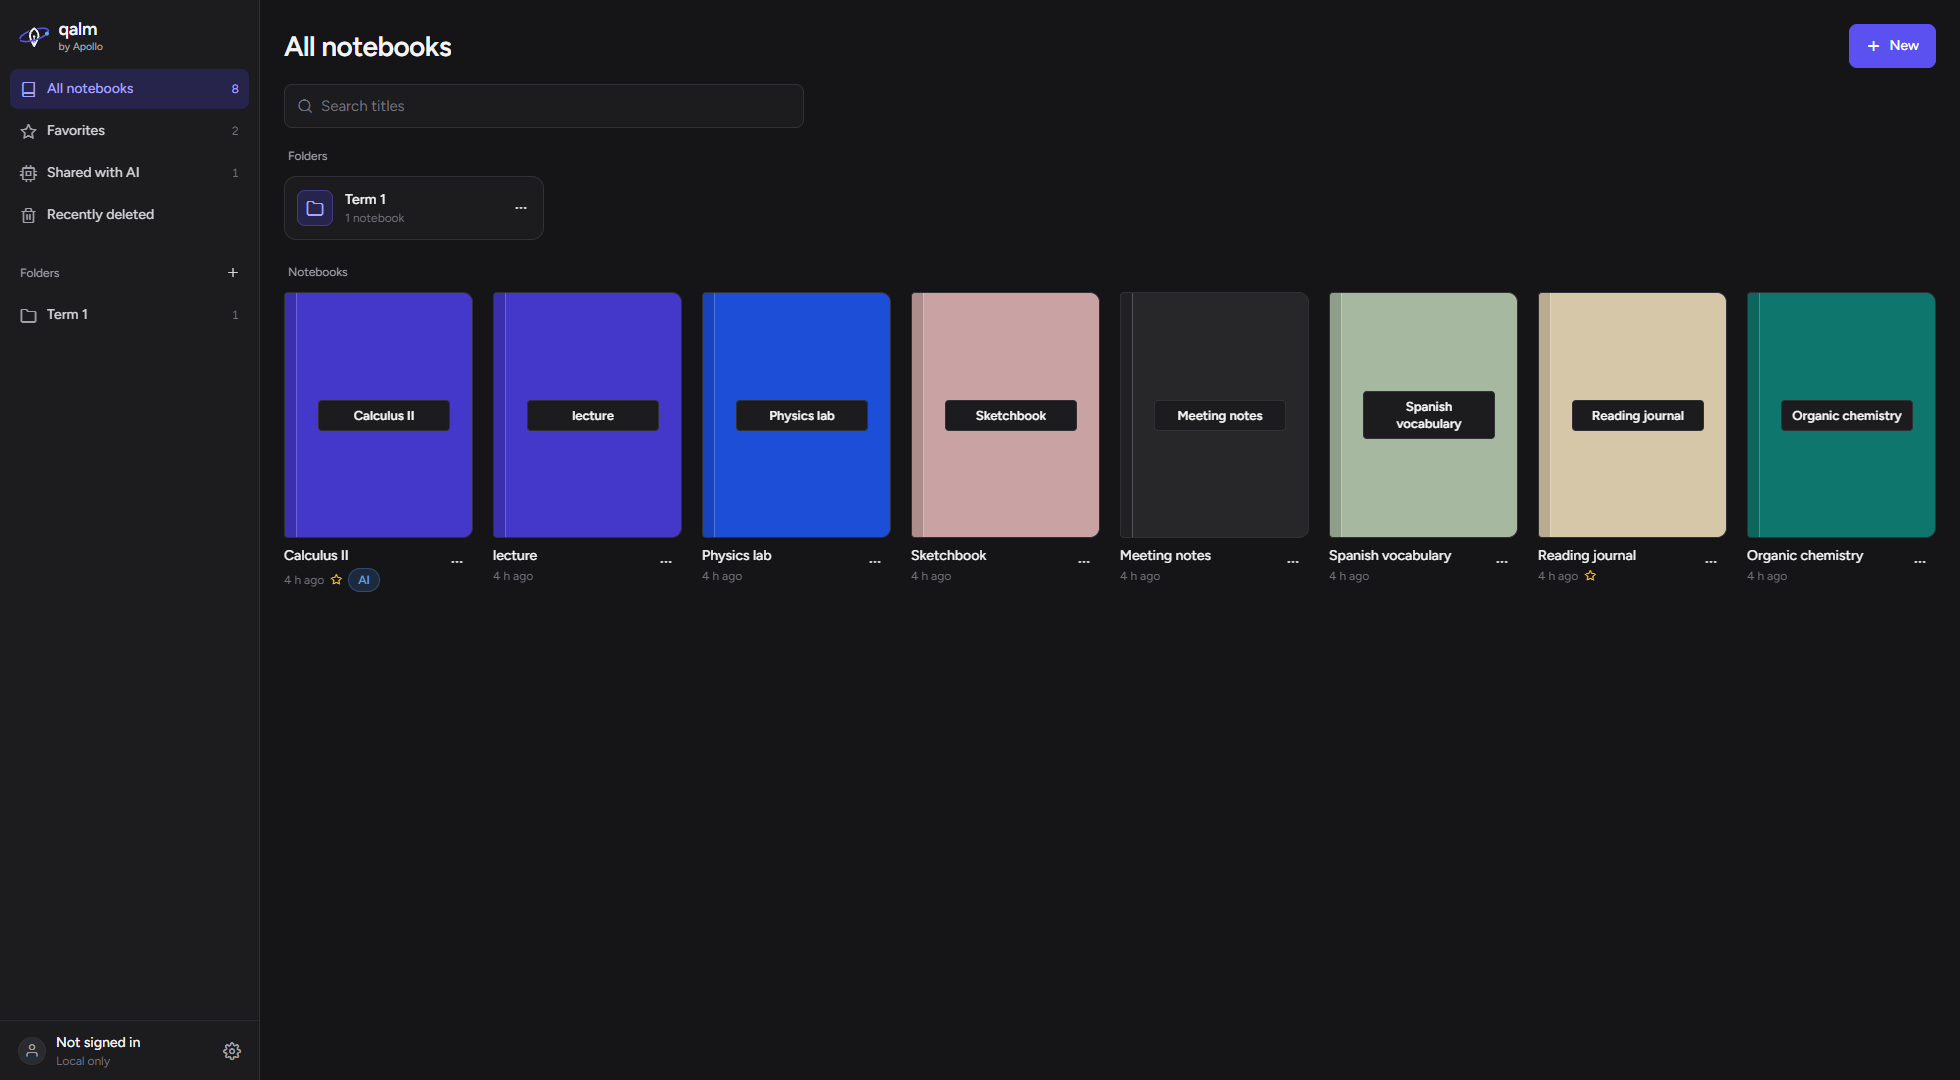 qalm
by Apollo
All notebooks 8
Favorites 2
Shared with AI 1
Recently deleted
Folders
Term 1 1
Not signed in
Local only
All notebooks
New
Search titles
Folders
Term 1
1 notebook
Notebooks
Calculus II
lecture
Physics lab
Sketchbook
Meeting notes
Spanish
vocabulary
Reading journal
Organic chemistry
Calculus II
4 h ago AI
lecture
4 h ago
Physics lab
4 h ago
Sketchbook
4 h ago
Meeting notes
4 h ago
Spanish vocabulary
4 h ago
Reading journal
4 h ago
Organic chemistry
4 h ago